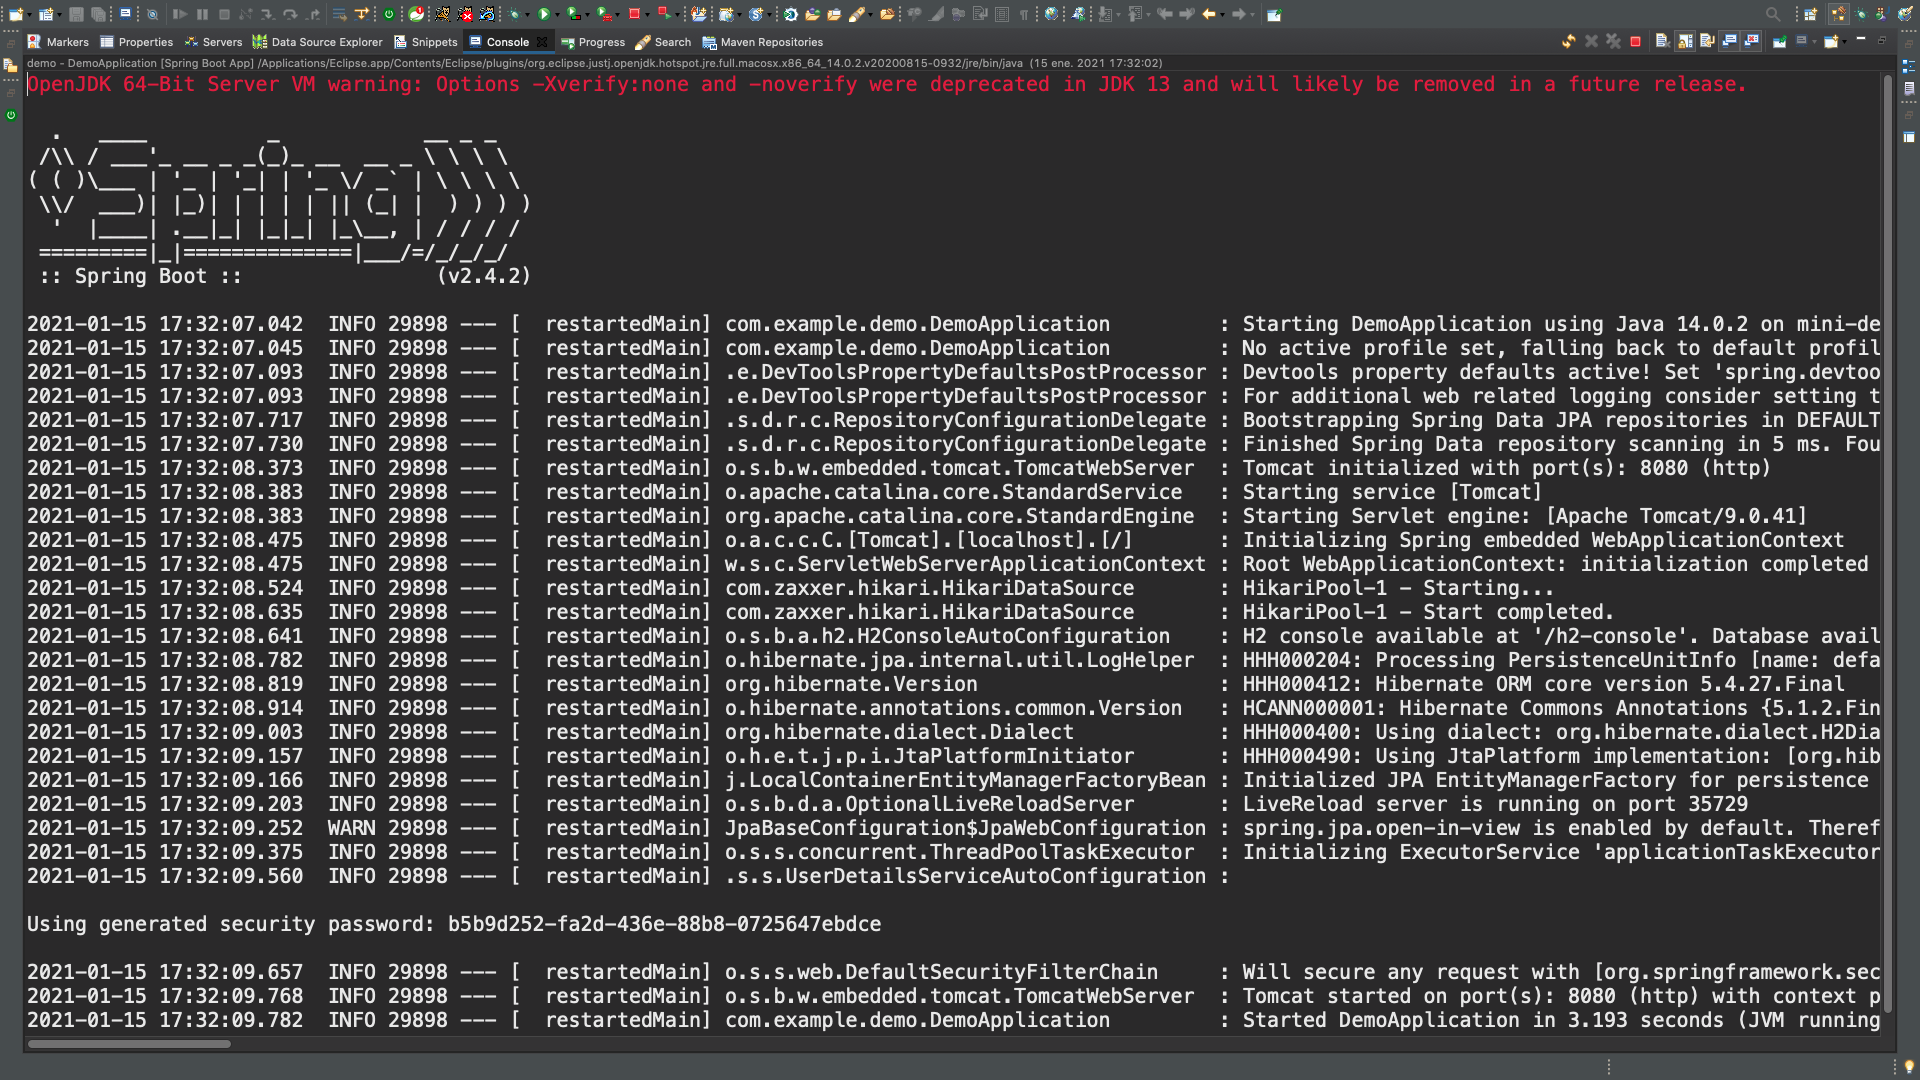 Markers Properties Servers Data Source Explorer Snippets Console Progress Search Maven Repositories
demo - DemoApplication [Spring Boot App] /Applications/Eclipse.app/Contents/Eclipse/plugins/org.eclipse.justj.openjdk.hotspot.jre.full.macosx.x86_64_14.0.2.v20200815-0932/jre/bin/java (15 ene. 2021 17:32:02)
OpenJDK 64-Bit Server VM warning: Options -Xverify:none and -noverify were deprecated in JDK 13 and will likely be removed in a future release.
  .   ____          _            __ _ _
 /\\ / ___'_ __ _ _(_)_ __  __ _ \ \ \ \
( ( )\___ | '_ | '_| | '_ \/ _` | \ \ \ \
 \\/  ___)| |_)| | | | | || (_| |  ) ) ) )
  '  |____| .__|_| |_|_| |_\__, | / / / /
 =========|_|==============|___/=/_/_/_/
 :: Spring Boot ::                (v2.4.2)
2021-01-15 17:32:07.042  INFO 29898 --- [  restartedMain] com.example.demo.DemoApplication         : Starting DemoApplication using Java 14.0.2 on mini-de
2021-01-15 17:32:07.045  INFO 29898 --- [  restartedMain] com.example.demo.DemoApplication         : No active profile set, falling back to default profil
2021-01-15 17:32:07.093  INFO 29898 --- [  restartedMain] .e.DevToolsPropertyDefaultsPostProcessor : Devtools property defaults active! Set 'spring.devtoo
2021-01-15 17:32:07.093  INFO 29898 --- [  restartedMain] .e.DevToolsPropertyDefaultsPostProcessor : For additional web related logging consider setting t
2021-01-15 17:32:07.717  INFO 29898 --- [  restartedMain] .s.d.r.c.RepositoryConfigurationDelegate : Bootstrapping Spring Data JPA repositories in DEFAULT
2021-01-15 17:32:07.730  INFO 29898 --- [  restartedMain] .s.d.r.c.RepositoryConfigurationDelegate : Finished Spring Data repository scanning in 5 ms. Fou
2021-01-15 17:32:08.373  INFO 29898 --- [  restartedMain] o.s.b.w.embedded.tomcat.TomcatWebServer  : Tomcat initialized with port(s): 8080 (http)
2021-01-15 17:32:08.383  INFO 29898 --- [  restartedMain] o.apache.catalina.core.StandardService   : Starting service [Tomcat]
2021-01-15 17:32:08.383  INFO 29898 --- [  restartedMain] org.apache.catalina.core.StandardEngine  : Starting Servlet engine: [Apache Tomcat/9.0.41]
2021-01-15 17:32:08.475  INFO 29898 --- [  restartedMain] o.a.c.c.C.[Tomcat].[localhost].[/]       : Initializing Spring embedded WebApplicationContext
2021-01-15 17:32:08.475  INFO 29898 --- [  restartedMain] w.s.c.ServletWebServerApplicationContext : Root WebApplicationContext: initialization completed
2021-01-15 17:32:08.524  INFO 29898 --- [  restartedMain] com.zaxxer.hikari.HikariDataSource       : HikariPool-1 - Starting...
2021-01-15 17:32:08.635  INFO 29898 --- [  restartedMain] com.zaxxer.hikari.HikariDataSource       : HikariPool-1 - Start completed.
2021-01-15 17:32:08.641  INFO 29898 --- [  restartedMain] o.s.b.a.h2.H2ConsoleAutoConfiguration    : H2 console available at '/h2-console'. Database avail
2021-01-15 17:32:08.782  INFO 29898 --- [  restartedMain] o.hibernate.jpa.internal.util.LogHelper  : HHH000204: Processing PersistenceUnitInfo [name: defa
2021-01-15 17:32:08.819  INFO 29898 --- [  restartedMain] org.hibernate.Version                    : HHH000412: Hibernate ORM core version 5.4.27.Final
2021-01-15 17:32:08.914  INFO 29898 --- [  restartedMain] o.hibernate.annotations.common.Version   : HCANN000001: Hibernate Commons Annotations {5.1.2.Fin
2021-01-15 17:32:09.003  INFO 29898 --- [  restartedMain] org.hibernate.dialect.Dialect            : HHH000400: Using dialect: org.hibernate.dialect.H2Dia
2021-01-15 17:32:09.157  INFO 29898 --- [  restartedMain] o.h.e.t.j.p.i.JtaPlatformInitiator       : HHH000490: Using JtaPlatform implementation: [org.hib
2021-01-15 17:32:09.166  INFO 29898 --- [  restartedMain] j.LocalContainerEntityManagerFactoryBean : Initialized JPA EntityManagerFactory for persistence
2021-01-15 17:32:09.203  INFO 29898 --- [  restartedMain] o.s.b.d.a.OptionalLiveReloadServer       : LiveReload server is running on port 35729
2021-01-15 17:32:09.252  WARN 29898 --- [  restartedMain] JpaBaseConfiguration$JpaWebConfiguration : spring.jpa.open-in-view is enabled by default. Theref
2021-01-15 17:32:09.375  INFO 29898 --- [  restartedMain] o.s.s.concurrent.ThreadPoolTaskExecutor  : Initializing ExecutorService 'applicationTaskExecutor
2021-01-15 17:32:09.560  INFO 29898 --- [  restartedMain] .s.s.UserDetailsServiceAutoConfiguration :
Using generated security password: b5b9d252-fa2d-436e-88b8-0725647ebdce
2021-01-15 17:32:09.657  INFO 29898 --- [  restartedMain] o.s.s.web.DefaultSecurityFilterChain     : Will secure any request with [org.springframework.sec
2021-01-15 17:32:09.768  INFO 29898 --- [  restartedMain] o.s.b.w.embedded.tomcat.TomcatWebServer  : Tomcat started on port(s): 8080 (http) with context p
2021-01-15 17:32:09.782  INFO 29898 --- [  restartedMain] com.example.demo.DemoApplication         : Started DemoApplication in 3.193 seconds (JVM running